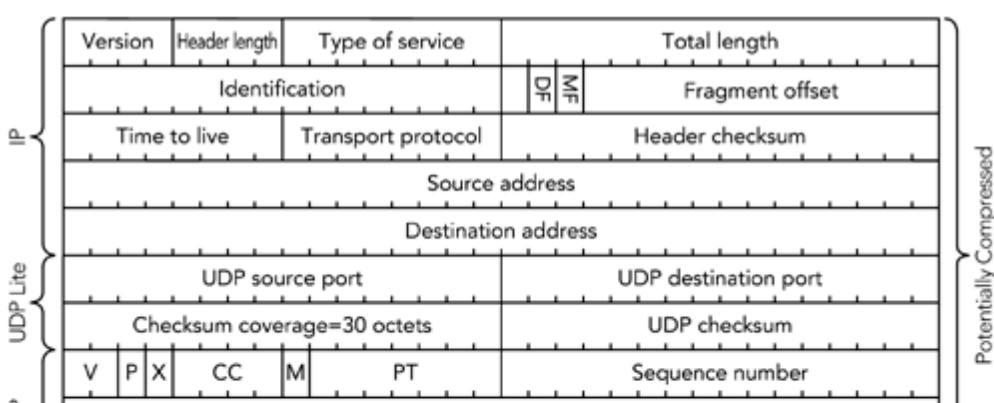 Version Header length Type of service Total length
Identification DF MF Fragment offset
IP
Time to live Transport protocol Header checksum
Source address
Destination address
Potentially Compressed
UDP Lite
UDP source port UDP destination port
Checksum coverage=30 octets UDP checksum
V P X CC M PT Sequence number